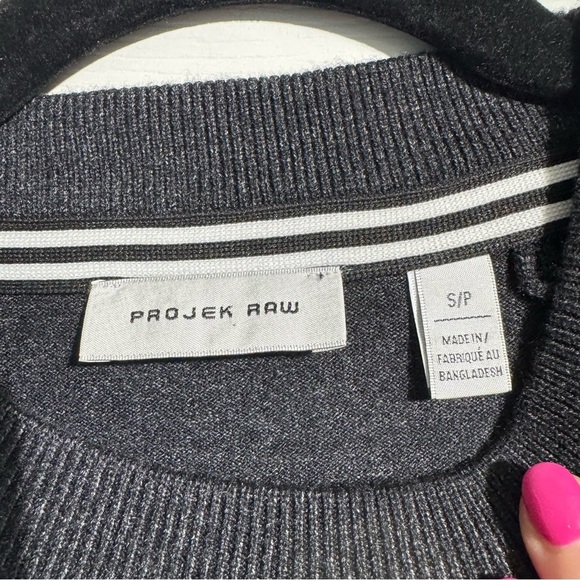 PROJEK RAW
S/P
MADE IN/
FABRIQUÉ AU
BANGLADESH